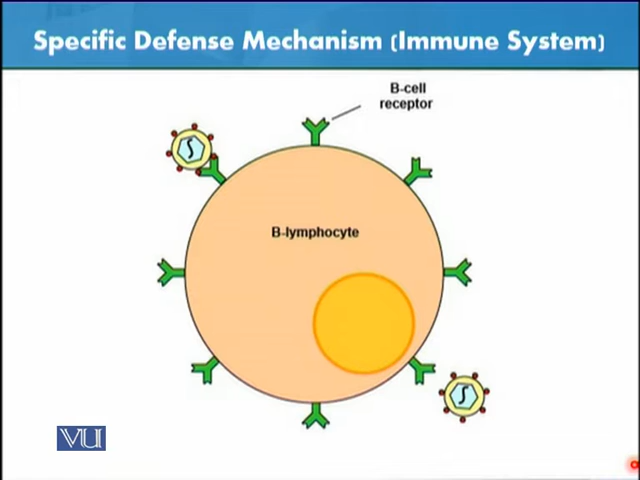 Specific Defense Mechanism (Immune System)
B-cell
receptor
B-lymphocyte
VU